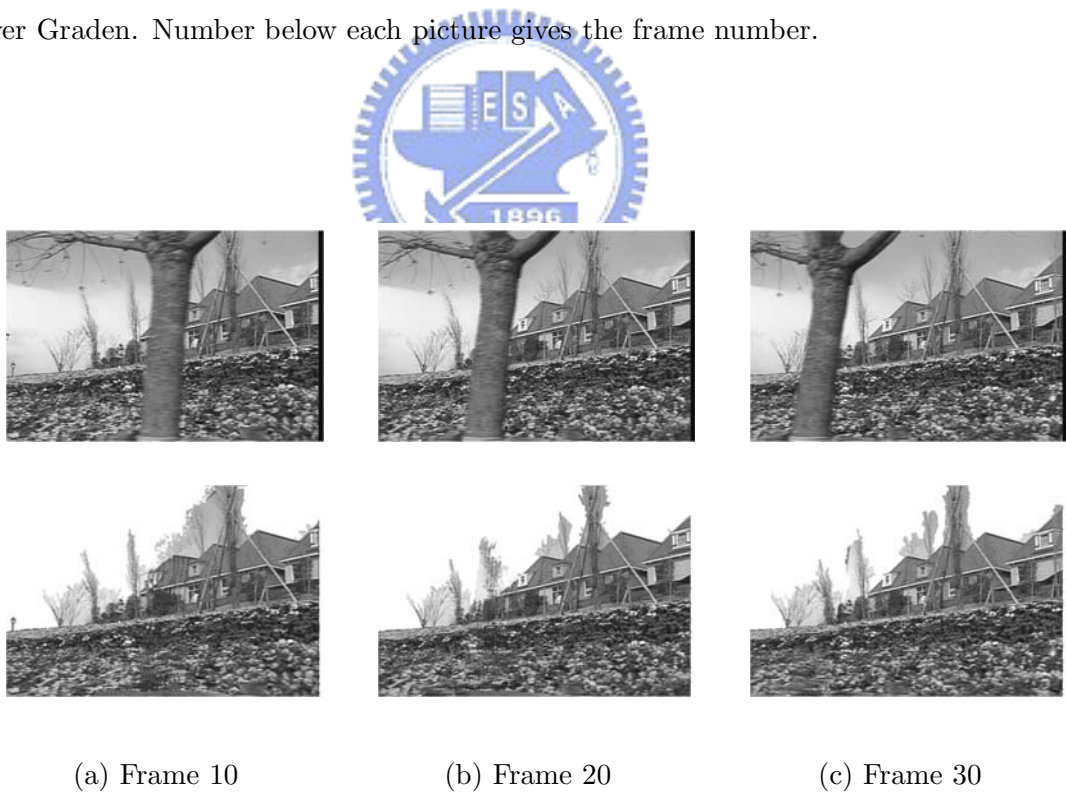 er Graden. Number below each picture gives the frame number.
E S A
1896
(a) Frame 10
(b) Frame 20
(c) Frame 30